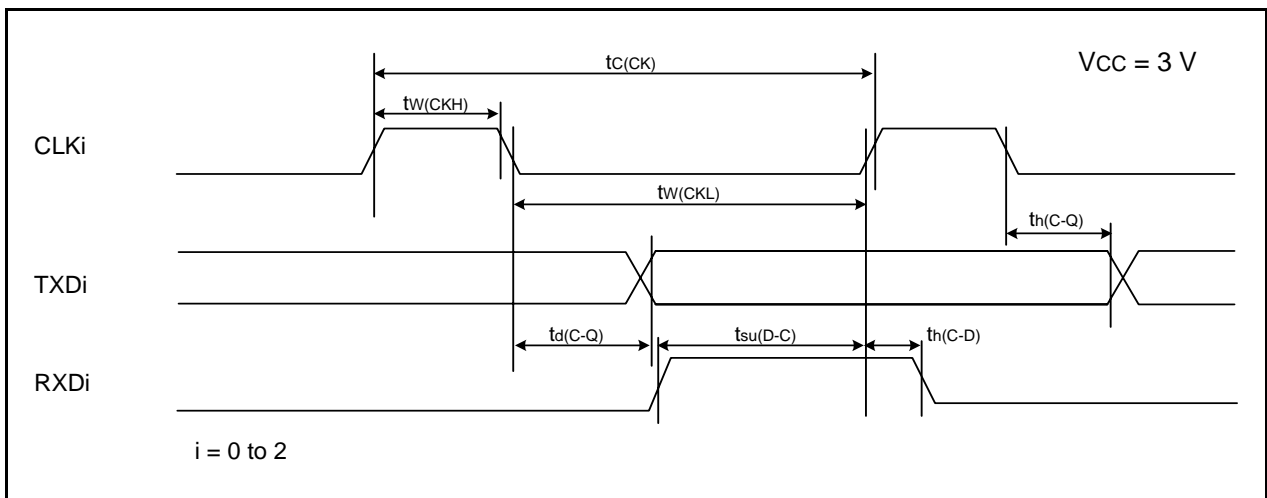 tC(CK)
VCC = 3 V
tW(CKH)
CLKi
tW(CKL)
th(C-Q)
TXDi
td(C-Q)
tsu(D-C)
th(C-D)
RXDi
i = 0 to 2